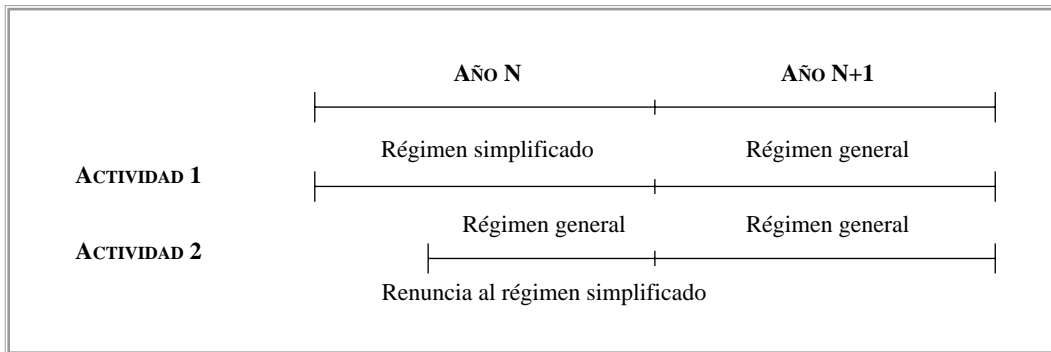 AÑO N AÑO N+1
Régimen simplificado Régimen general
ACTIVIDAD 1
Régimen general Régimen general
ACTIVIDAD 2
Renuncia al régimen simplificado